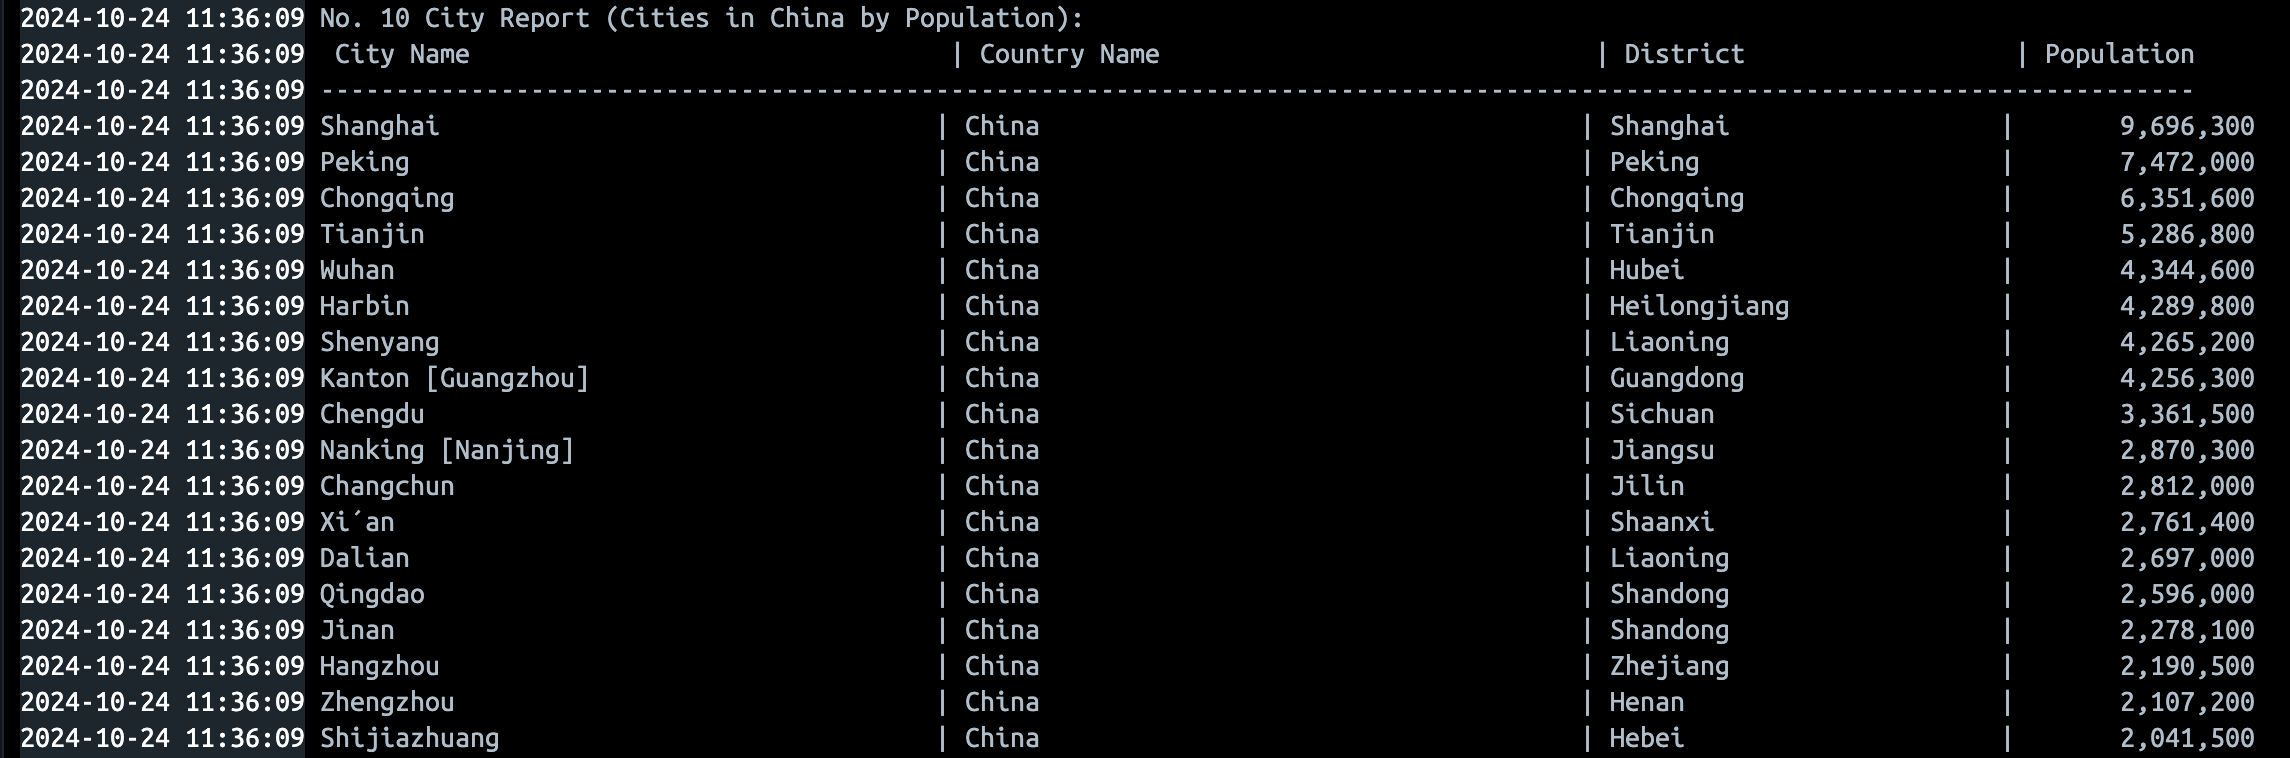 2024-10-24 11:36:09 No. 10 City Report (Cities in China by Population):
2024-10-24 11:36:09  City Name | Country Name | District | Population
2024-10-24 11:36:09 -----------------------------------------------------------------------------------------------------------------------------
2024-10-24 11:36:09 Shanghai | China | Shanghai | 9,696,300
2024-10-24 11:36:09 Peking | China | Peking | 7,472,000
2024-10-24 11:36:09 Chongqing | China | Chongqing | 6,351,600
2024-10-24 11:36:09 Tianjin | China | Tianjin | 5,286,800
2024-10-24 11:36:09 Wuhan | China | Hubei | 4,344,600
2024-10-24 11:36:09 Harbin | China | Heilongjiang | 4,289,800
2024-10-24 11:36:09 Shenyang | China | Liaoning | 4,265,200
2024-10-24 11:36:09 Kanton [Guangzhou] | China | Guangdong | 4,256,300
2024-10-24 11:36:09 Chengdu | China | Sichuan | 3,361,500
2024-10-24 11:36:09 Nanking [Nanjing] | China | Jiangsu | 2,870,300
2024-10-24 11:36:09 Changchun | China | Jilin | 2,812,000
2024-10-24 11:36:09 Xi´an | China | Shaanxi | 2,761,400
2024-10-24 11:36:09 Dalian | China | Liaoning | 2,697,000
2024-10-24 11:36:09 Qingdao | China | Shandong | 2,596,000
2024-10-24 11:36:09 Jinan | China | Shandong | 2,278,100
2024-10-24 11:36:09 Hangzhou | China | Zhejiang | 2,190,500
2024-10-24 11:36:09 Zhengzhou | China | Henan | 2,107,200
2024-10-24 11:36:09 Shijiazhuang | China | Hebei | 2,041,500